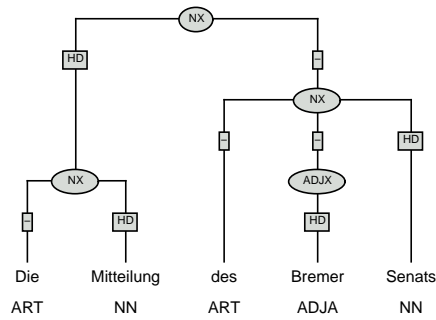 NX
HD –
NX
– – HD
NX ADJX
– HD HD
Die Mitteilung des Bremer Senats
ART NN ART ADJA NN